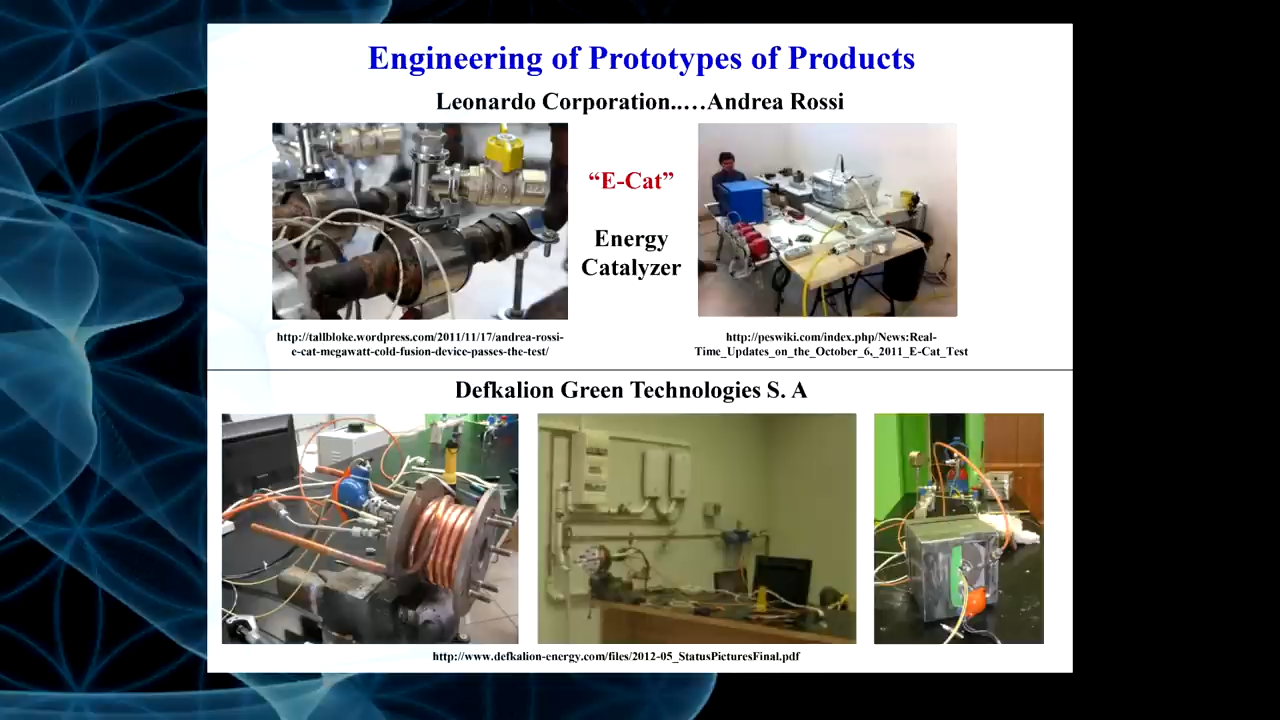 Engineering of Prototypes of Products
Leonardo Corporation..…Andrea Rossi
“E-Cat”
Energy
Catalyzer
http://tallbloke.wordpress.com/2011/11/17/andrea-rossi-
e-cat-megawatt-cold-fusion-device-passes-the-test/
http://peswiki.com/index.php/News:Real-
Time_Updates_on_the_October_6,_2011_E-Cat_Test
Defkalion Green Technologies S. A
http://www.defkalion-energy.com/files/2012-05_StatusPicturesFinal.pdf